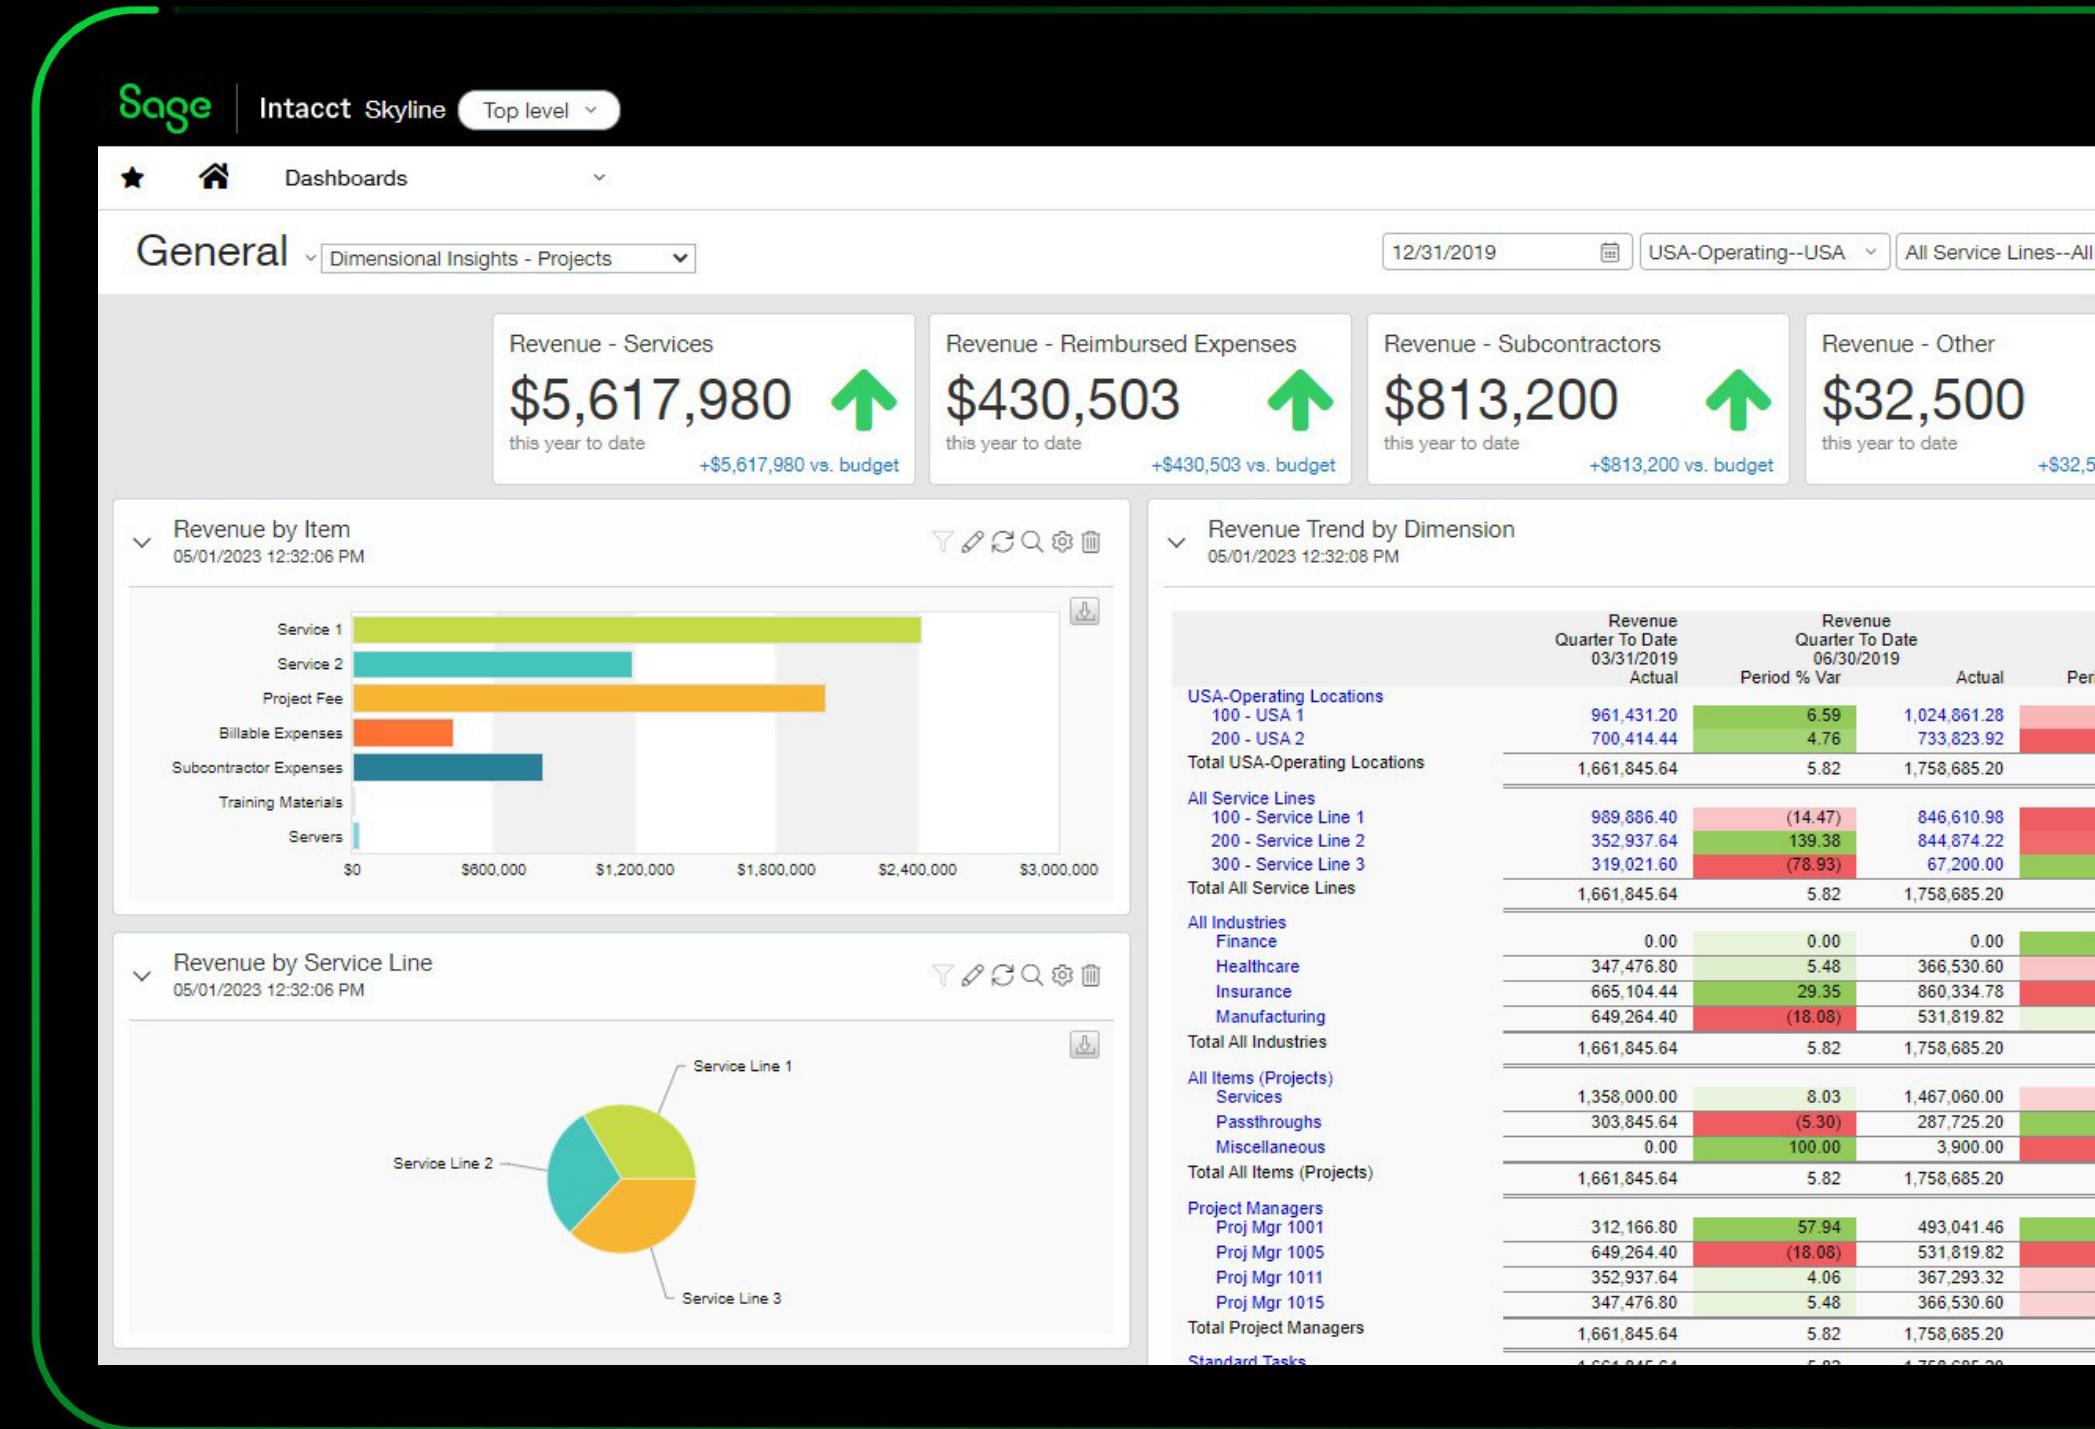 Sage Intacct Skyline Top level
Dashboards
General Dimensional Insights - Projects 12/31/2019 USA-Operating--USA All Service Lines--All
Revenue - Services
$5,617,980
this year to date
+$5,617,980 vs. budget
Revenue - Reimbursed Expenses
$430,503
this year to date
+$430,503 vs. budget
Revenue - Subcontractors
$813,200
this year to date
+$813,200 vs. budget
Revenue - Other
$32,500
this year to date
+$32,5
Revenue by Item
05/01/2023 12:32:06 PM
Service 1
Service 2
Project Fee
Billable Expenses
Subcontractor Expenses
Training Materials
Servers
$0 $600,000 $1,200,000 $1,800,000 $2,400,000 $3,000,000
Revenue by Service Line
05/01/2023 12:32:06 PM
Service Line 1
Service Line 2
Service Line 3
Revenue Trend by Dimension
05/01/2023 12:32:08 PM
Revenue Revenue
Quarter To Date Quarter To Date
03/31/2019 06/30/2019
Actual Period % Var Actual Per
USA-Operating Locations
100 - USA 1 961,431.20 6.59 1,024,861.28
200 - USA 2 700,414.44 4.76 733,823.92
Total USA-Operating Locations 1,661,845.64 5.82 1,758,685.20
All Service Lines
100 - Service Line 1 989,886.40 (14.47) 846,610.98
200 - Service Line 2 352,937.64 139.38 844,874.22
300 - Service Line 3 319,021.60 (78.93) 67,200.00
Total All Service Lines 1,661,845.64 5.82 1,758,685.20
All Industries
Finance 0.00 0.00 0.00
Healthcare 347,476.80 5.48 366,530.60
Insurance 665,104.44 29.35 860,334.78
Manufacturing 649,264.40 (18.08) 531,819.82
Total All Industries 1,661,845.64 5.82 1,758,685.20
All Items (Projects)
Services 1,358,000.00 8.03 1,467,060.00
Passthroughs 303,845.64 (5.30) 287,725.20
Miscellaneous 0.00 100.00 3,900.00
Total All Items (Projects) 1,661,845.64 5.82 1,758,685.20
Project Managers
Proj Mgr 1001 312,166.80 57.94 493,041.46
Proj Mgr 1005 649,264.40 (18.08) 531,819.82
Proj Mgr 1011 352,937.64 4.06 367,293.32
Proj Mgr 1015 347,476.80 5.48 366,530.60
Total Project Managers 1,661,845.64 5.82 1,758,685.20
Standard Tasks